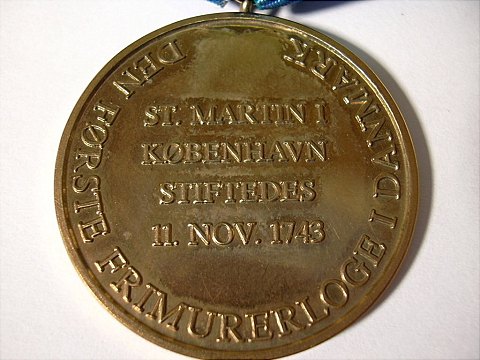 DEN FØRSTE FRIMURERLOGE I DANMARK
ST. MARTIN I
KØBENHAVN
STIFTEDES
11. NOV. 1743